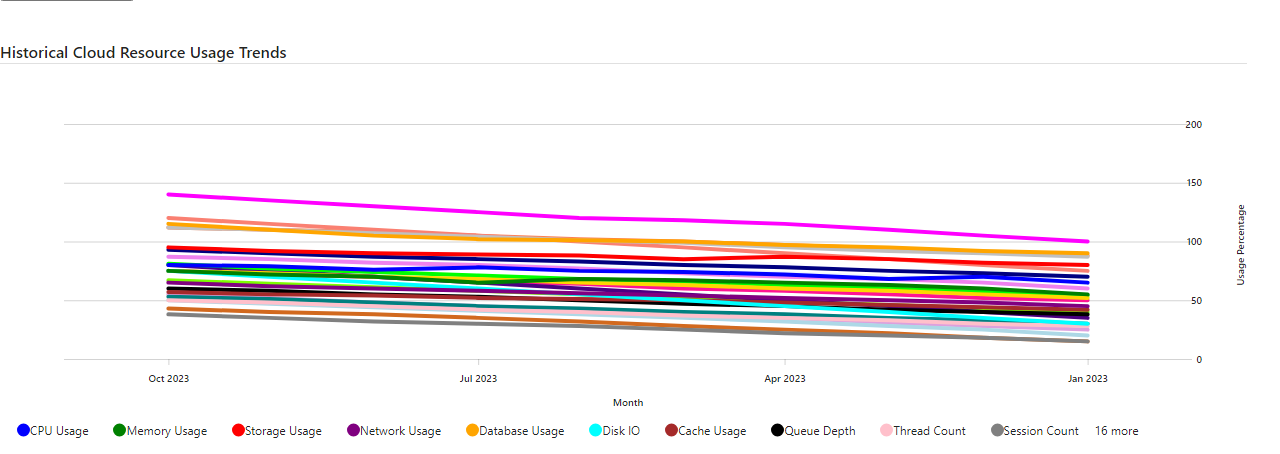 Historical Cloud Resource Usage Trends
200
150
100
50
0
Usage Percentage
Oct 2023 Jul 2023 Apr 2023 Jan 2023
Month
CPU Usage Memory Usage Storage Usage Network Usage Database Usage Disk IO Cache Usage Queue Depth Thread Count Session Count 16 more